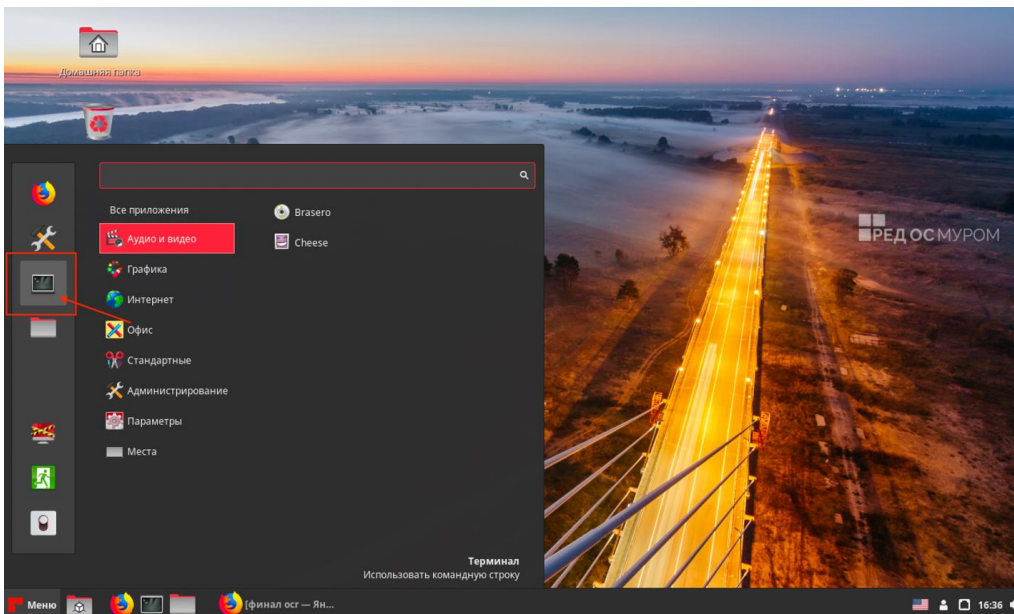 Домашняя папка
Все приложения
Аудио и видео
Графика
Интернет
Офис
Стандартные
Администрирование
Параметры
Места
Brasero
Cheese
РЕД ОС МУРОМ
Терминал
Использовать командную строку
Меню
[финал ocr — Ян...
16:36